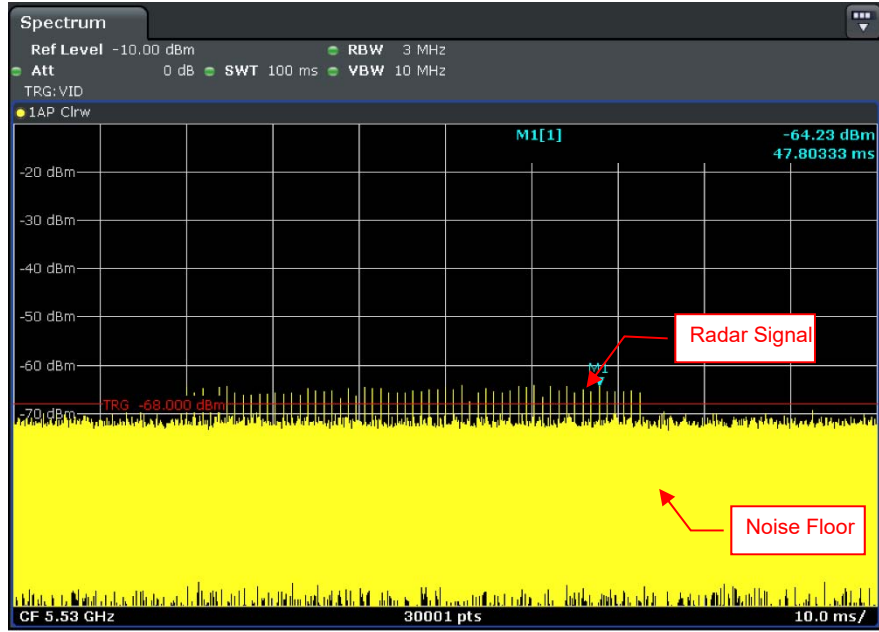 Spectrum
Ref Level -10.00 dBm RBW 3 MHz
Att 0 dB SWT 100 ms VBW 10 MHz
TRG:VID
1AP Clrw
M1[1] -64.23 dBm
47.80333 ms
-20 dBm
-30 dBm
-40 dBm
-50 dBm
Radar Signal
-60 dBm
M1
TRG -68.000 dBm
-70 dBm
Noise Floor
CF 5.53 GHz 30001 pts 10.0 ms/